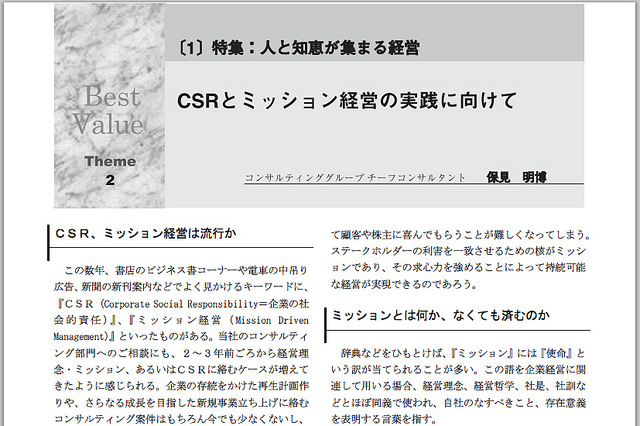 〔1〕特集：人と知恵が集まる経営
Best
Value
Theme
2
CSRとミッション経営の実践に向けて
コンサルティンググループ チーフコンサルタント　保見　明博
ＣＳＲ、ミッション経営は流行か
この数年、書店のビジネス書コーナーや電車の中吊り
広告、新聞の新刊案内などでよく見かけるキーワードに、
『ＣＳＲ（Corporate Social Responsibility＝企業の社
会的責任）』、『ミッション経営（Mission Driven
Management)』といったものがある。当社のコンサルティ
ング部門へのご相談にも、２～３年前ごろから経営理
念・ミッション、あるいはＣＳＲに絡むケースが増えて
きたように感じられる。企業の存続をかけた再生計画作
りや、さらなる成長を目指した新規事業立ち上げに絡む
コンサルティング案件はもちろん今でも少なくないし、
て顧客や株主に喜んでもらうことが難しくなってしまう。
ステークホルダーの利害を一致させるための核がミッシ
ョンであり、その求心力を強めることによって持続可能
な経営が実現できるのであろう。
ミッションとは何か、なくても済むのか
辞典などをひもとけば、『ミッション』には『使命』と
いう訳が当てられることが多い。この語を企業経営に関
連して用いる場合、経営理念、経営哲学、社是、社訓な
どとほぼ同義で使われ、自社のなすべきこと、存在意義
を表明する言葉を指す。